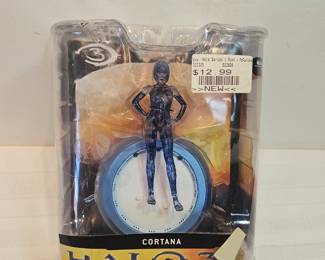 3
$12.99
>>NEW<<
CORTANA
HALO 3